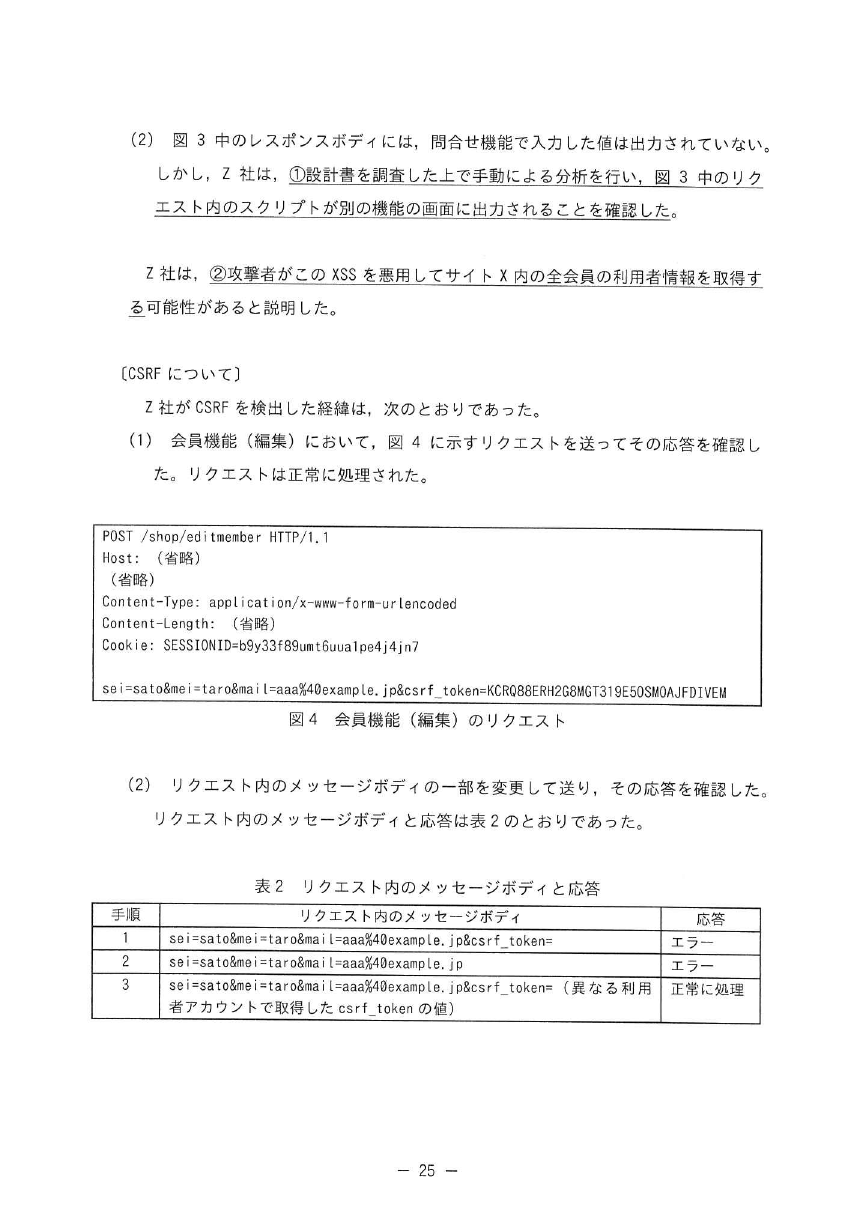 (2) 図 3 中のレスポンスボディには，問合せ機能で入力した値は出力されていない。
しかし，Z 社は，①設計書を調査した上で手動による分析を行い，図 3 中のリク
エスト内のスクリプトが別の機能の画面に出力されることを確認した。
Z 社は，②攻撃者がこの XSS を悪用してサイト X 内の全会員の利用者情報を取得す
る可能性があると説明した。
〔CSRF について〕
Z 社が CSRF を検出した経緯は，次のとおりであった。
(1) 会員機能（編集）において，図 4 に示すリクエストを送ってその応答を確認し
た。リクエストは正常に処理された。
POST /shop/editmember HTTP/1.1
Host: （省略）
（省略）
Content-Type: application/x-www-form-urlencoded
Content-Length: （省略）
Cookie: SESSIONID=b9y33f89umt6uua1pe4j4jn7
sei=sato&mei=taro&mail=aaa%40example.jp&csrf_token=KCRQ88ERH2G8MGT319E50SMOAJFDIVEM
図 4 会員機能（編集）のリクエスト
(2) リクエスト内のメッセージボディの一部を変更して送り，その応答を確認した。
リクエスト内のメッセージボディと応答は表 2 のとおりであった。
表 2 リクエスト内のメッセージボディと応答
手順 リクエスト内のメッセージボディ 応答
1 sei=sato&mei=taro&mail=aaa%40example.jp&csrf_token= エラー
2 sei=sato&mei=taro&mail=aaa%40example.jp エラー
3 sei=sato&mei=taro&mail=aaa%40example.jp&csrf_token=（異なる利用 正常に処理
者アカウントで取得した csrf_token の値）
－ 25 －